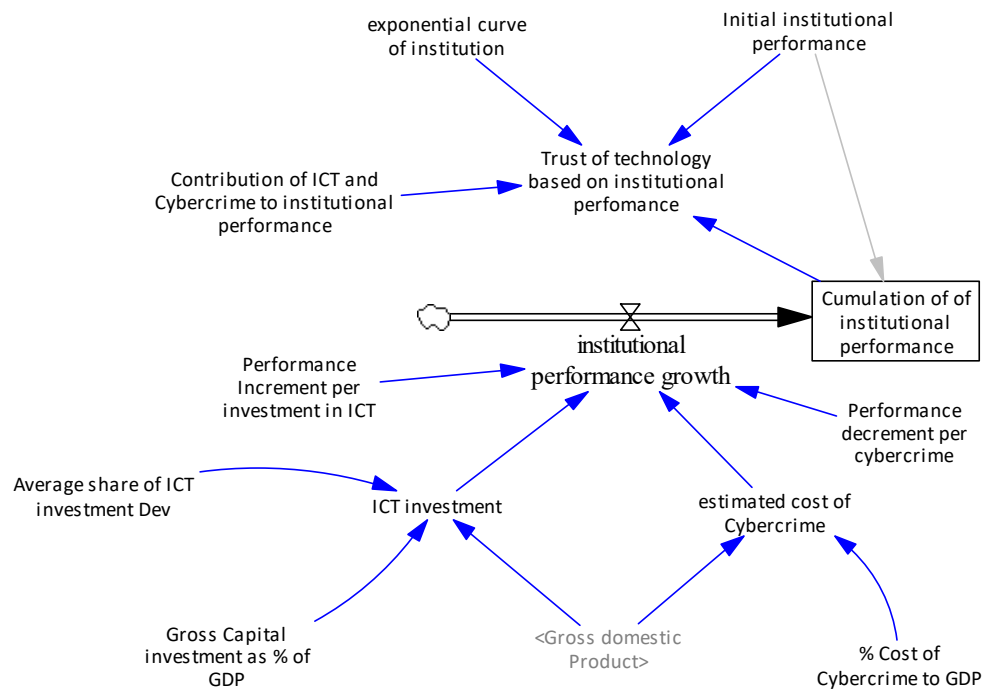 exponential curve
of institution
Initial institutional
performance
Trust of technology
based on institutional
perfomance
Contribution of ICT and
Cybercrime to institutional
performance
Cumulation of of
institutional
performance
institutional
performance growth
Performance
Increment per
investment in ICT
Performance
decrement per
cybercrime
Average share of ICT
investment Dev
ICT investment
estimated cost of
Cybercrime
Gross Capital
investment as % of
GDP
<Gross domestic
Product>
% Cost of
Cybercrime to GDP